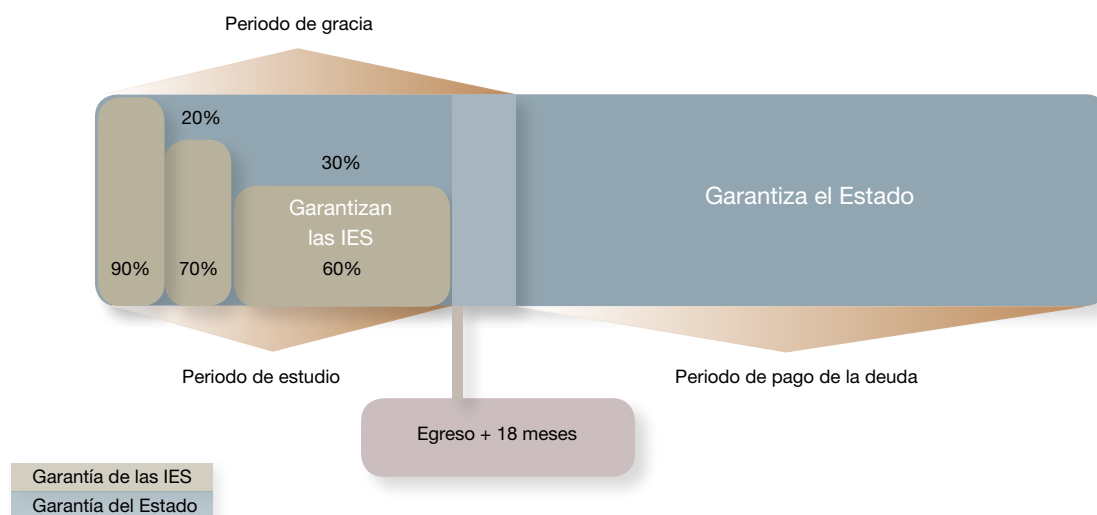 Periodo de gracia
20%
30%
Garantizan
las IES
90%
70%
60%
Garantiza el Estado
Periodo de estudio
Periodo de pago de la deuda
Egreso + 18 meses
Garantía de las IES
Garantía del Estado